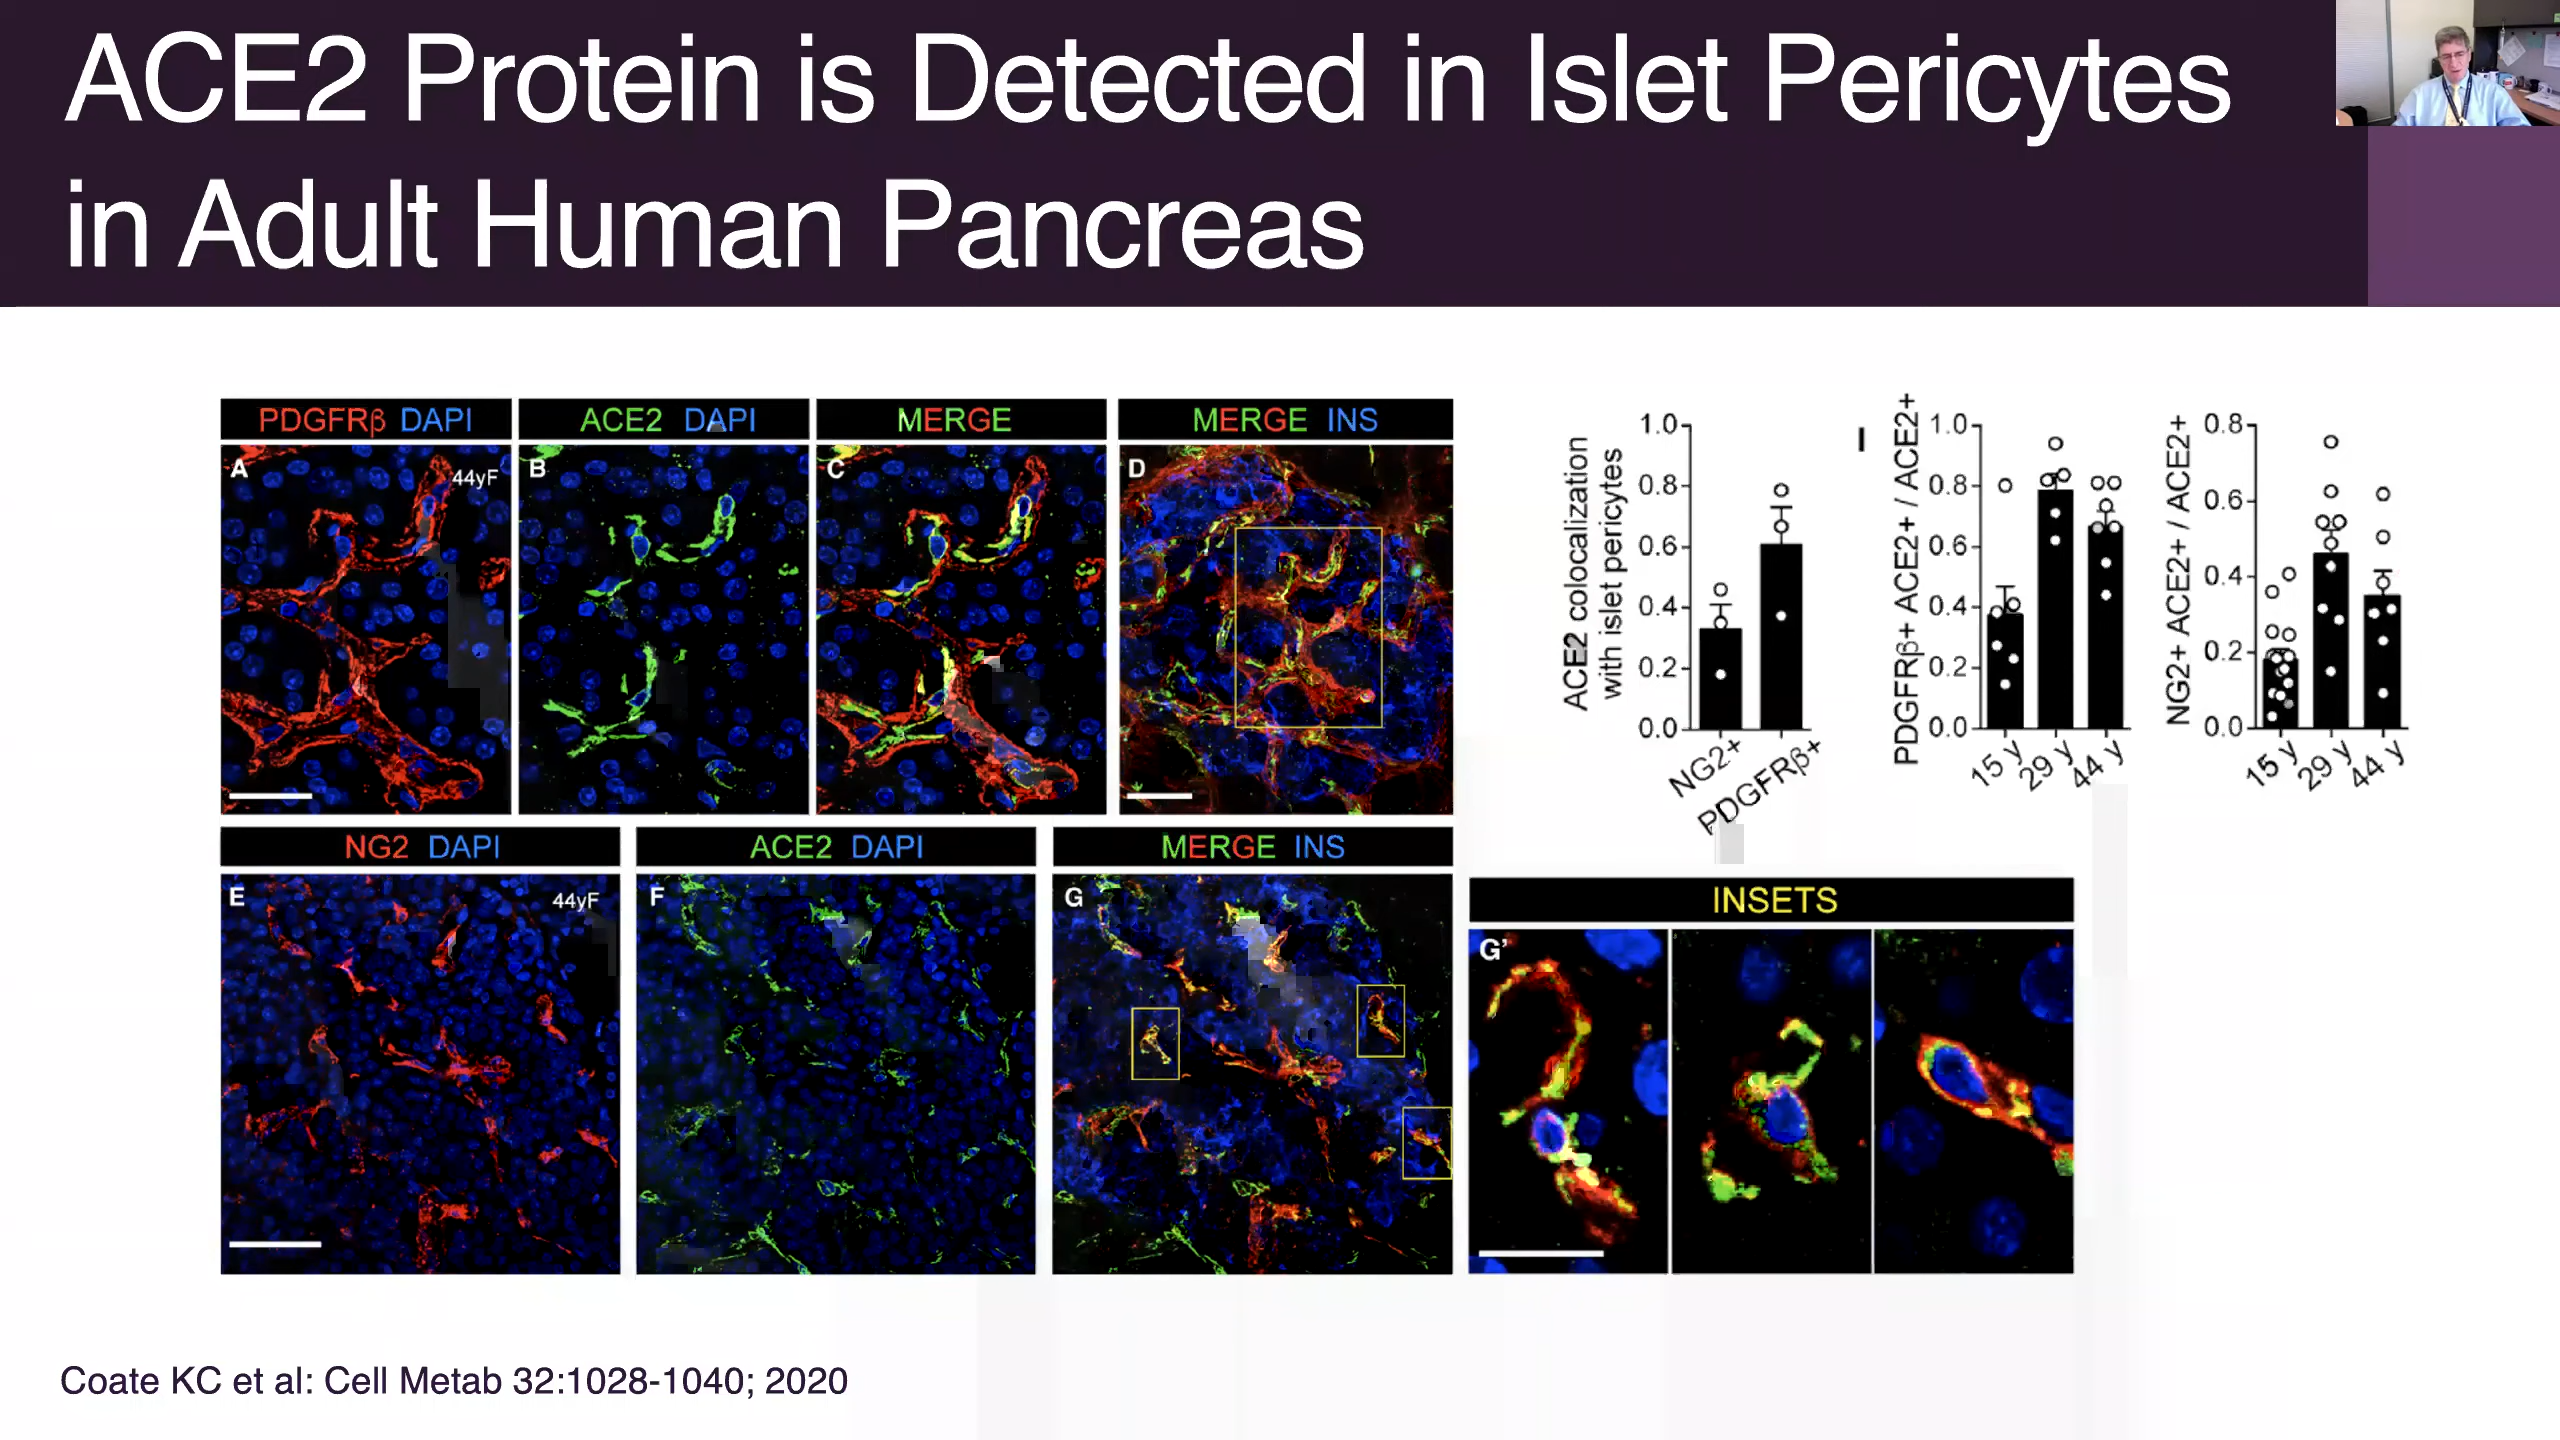 ACE2 Protein is Detected in Islet Pericytes
in Adult Human Pancreas
PDGFRβ DAPI
ACE2 DAPI
MERGE
MERGE INS
A
44yF
B
C
D
NG2 DAPI
ACE2 DAPI
MERGE INS
E
44yF
F
G
INSETS
G'
ACE2 colocalization
with islet pericytes
1.0
0.8
0.6
0.4
0.2
0.0
NG2+
PDGFRβ+
I
PDGFRβ+ ACE2+ / ACE2+
1.0
0.8
0.6
0.4
0.2
0.0
15 y
29 y
44 y
NG2+ ACE2+ / ACE2+
0.8
0.6
0.4
0.2
0.0
15 y
29 y
44 y
Coate KC et al: Cell Metab 32:1028-1040; 2020